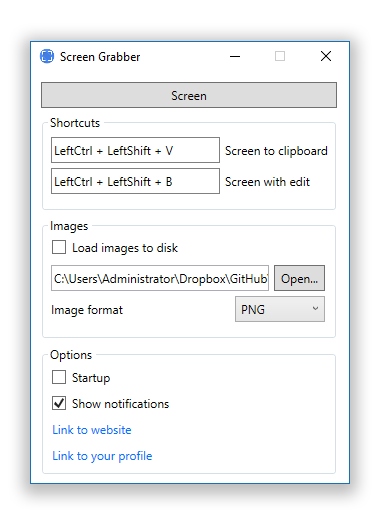 Screen Grabber
Screen
Shortcuts
LeftCtrl + LeftShift + V Screen to clipboard
LeftCtrl + LeftShift + B Screen with edit
Images
Load images to disk
C:\Users\Administrator\Dropbox\GitHub\ Open...
Image format PNG
Options
Startup
Show notifications
Link to website
Link to your profile